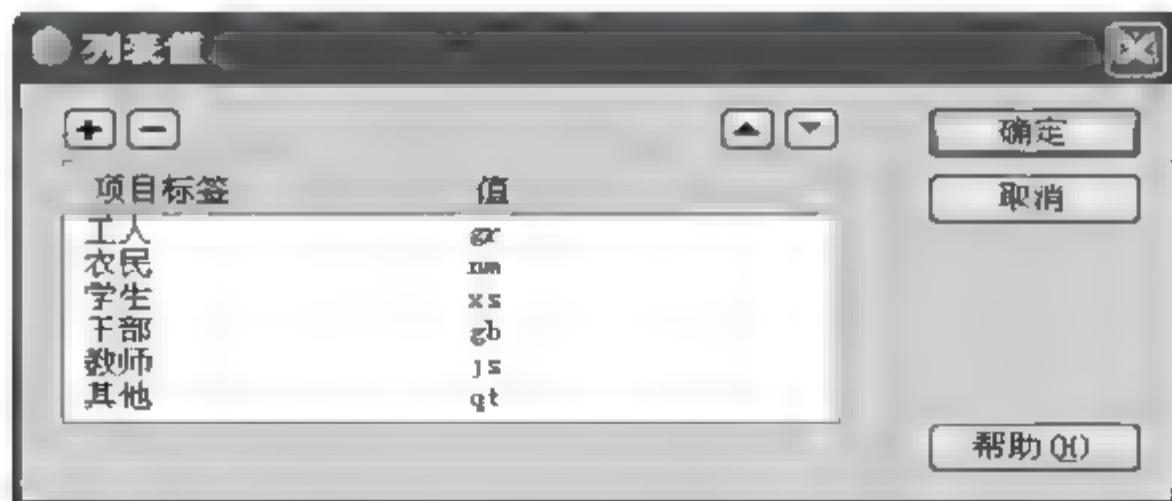 列表值
确定
取消
项目标签 值
工人 gr
农民 nm
学生 xs
干部 gb
教师 js
其他 qt
帮助(H)